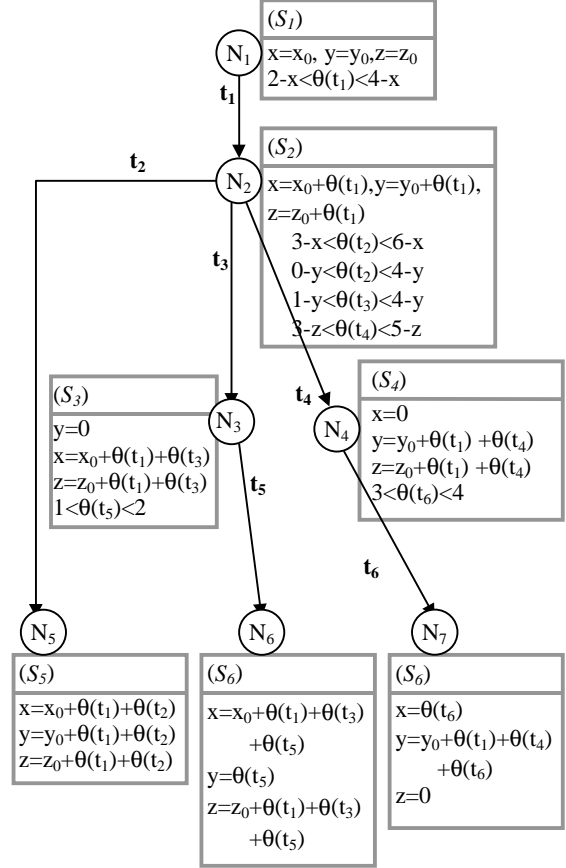 (S₁)
N₁
x=x₀, y=y₀,z=z₀
2-x<θ(t₁)<4-x
t₁
(S₂)
t₂
N₂
x=x₀+θ(t₁),y=y₀+θ(t₁),
z=z₀+θ(t₁)
3-x<θ(t₂)<6-x
0-y<θ(t₂)<4-y
1-y<θ(t₃)<4-y
3-z<θ(t₄)<5-z
t₃
(S₃)
y=0
x=x₀+θ(t₁)+θ(t₃)
z=z₀+θ(t₁)+θ(t₃)
1<θ(t₅)<2
N₃
t₄
N₄
(S₄)
x=0
y=y₀+θ(t₁) +θ(t₄)
z=z₀+θ(t₁) +θ(t₄)
3<θ(t₆)<4
t₅
t₆
N₅
N₆
N₇
(S₅)
x=x₀+θ(t₁)+θ(t₂)
y=y₀+θ(t₁)+θ(t₂)
z=z₀+θ(t₁)+θ(t₂)
(S₆)
x=x₀+θ(t₁)+θ(t₃)
+θ(t₅)
y=θ(t₅)
z=z₀+θ(t₁)+θ(t₃)
+θ(t₅)
(S₆)
x=θ(t₆)
y=y₀+θ(t₁)+θ(t₄)
+θ(t₆)
z=0